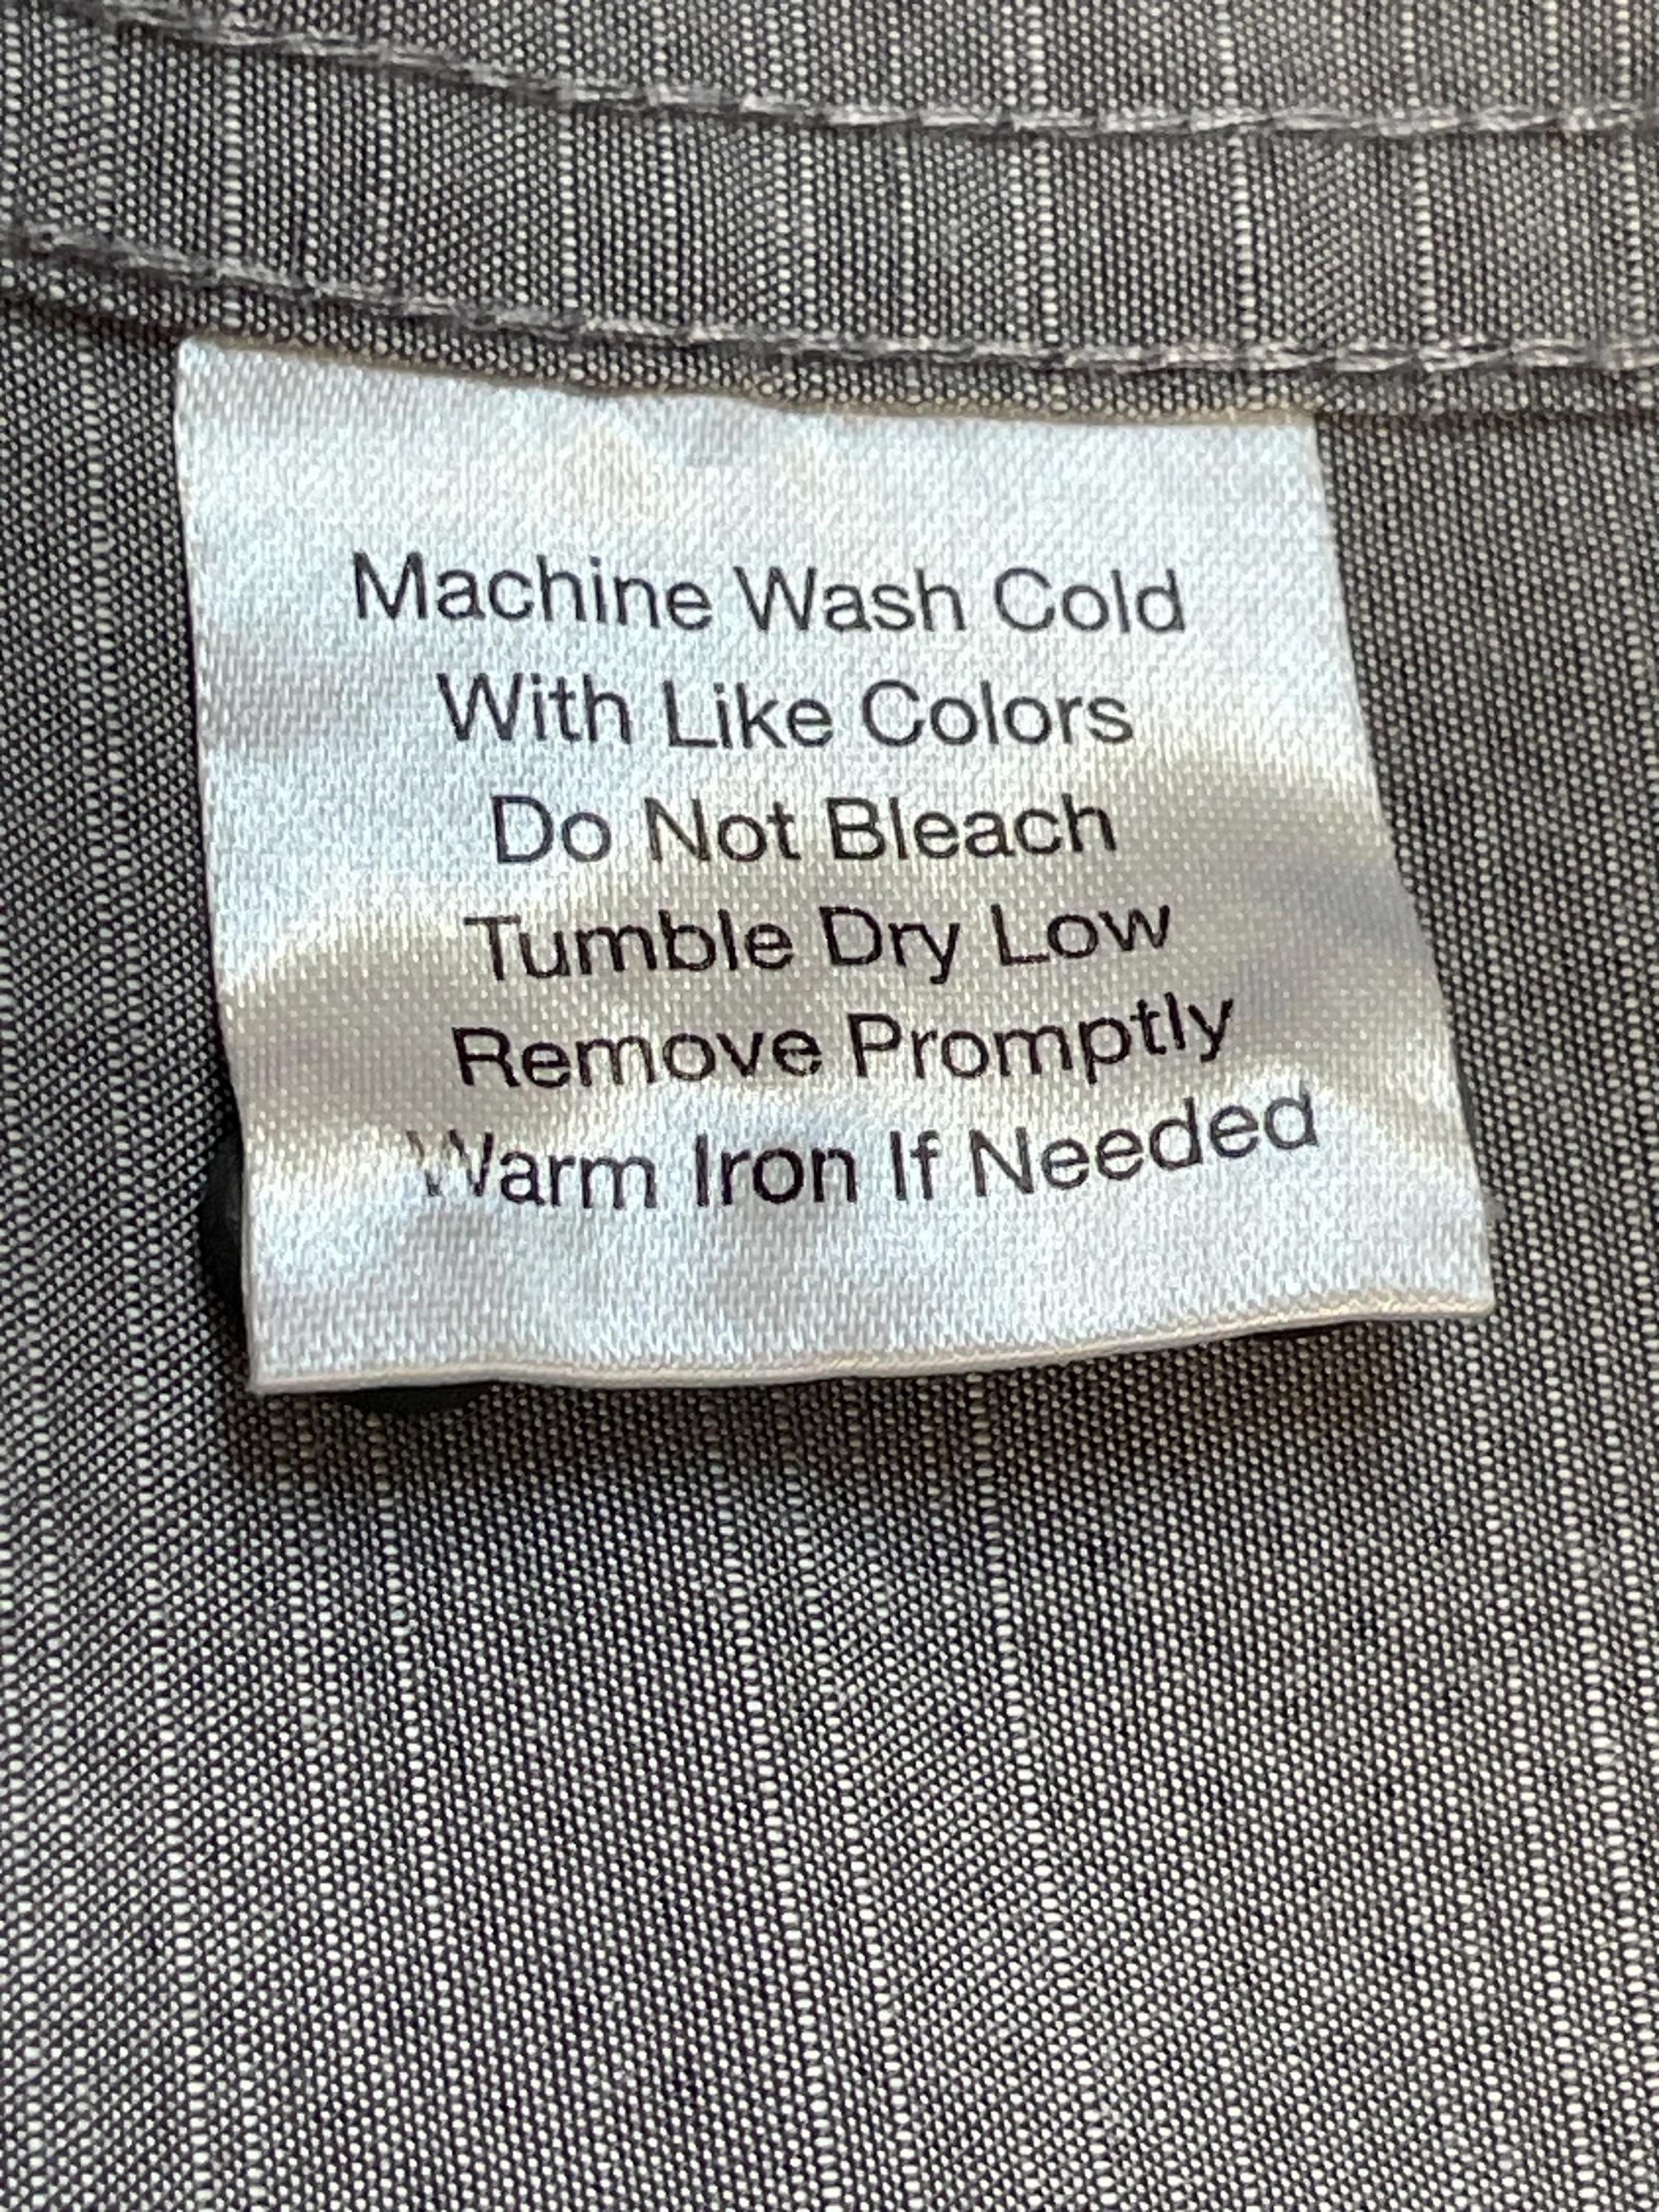 Machine Wash Cold
With Like Colors
Do Not Bleach
Tumble Dry Low
Remove Promptly
Warm Iron If Needed